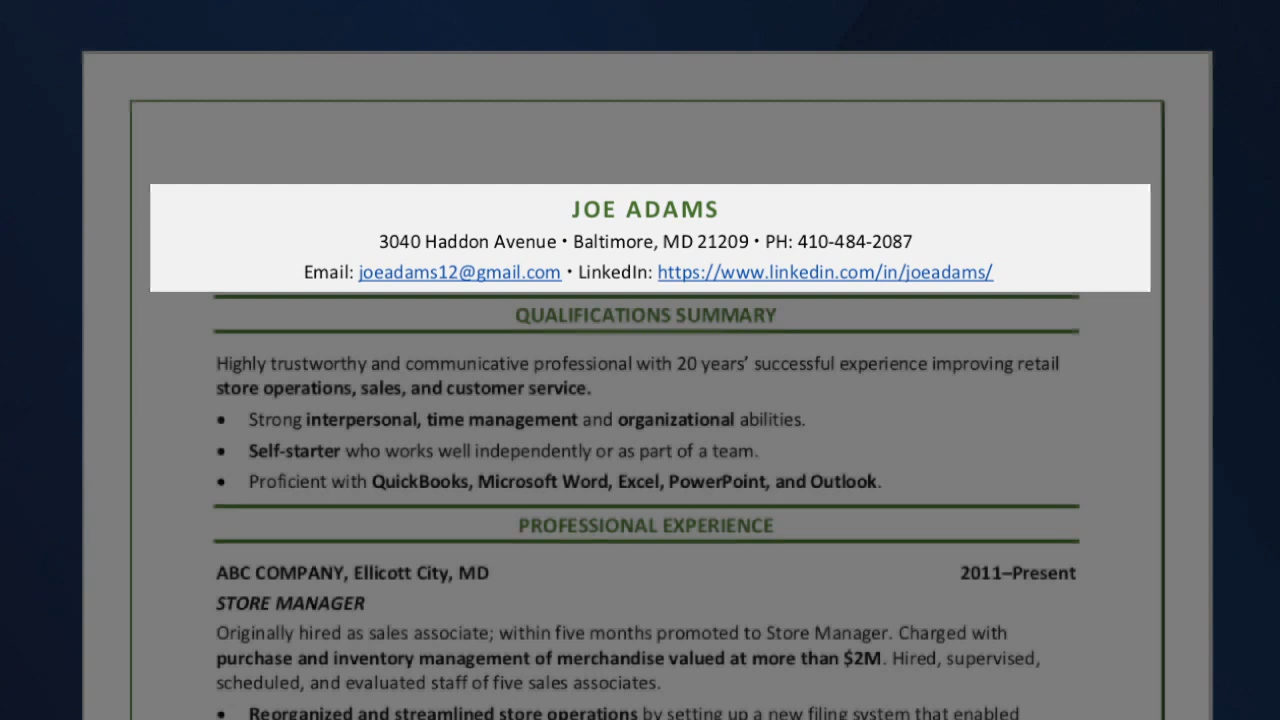 JOE ADAMS
3040 Haddon Avenue • Baltimore, MD 21209 • PH: 410-484-2087
Email: joeadams12@gmail.com • LinkedIn: https://www.linkedin.com/in/joeadams/
QUALIFICATIONS SUMMARY
Highly trustworthy and communicative professional with 20 years’ successful experience improving retail
store operations, sales, and customer service.
• Strong interpersonal, time management and organizational abilities.
• Self-starter who works well independently or as part of a team.
• Proficient with QuickBooks, Microsoft Word, Excel, PowerPoint, and Outlook.
PROFESSIONAL EXPERIENCE
ABC COMPANY, Ellicott City, MD 2011–Present
STORE MANAGER
Originally hired as sales associate; within five months promoted to Store Manager. Charged with
purchase and inventory management of merchandise valued at more than $2M. Hired, supervised,
scheduled, and evaluated staff of five sales associates.
• Reorganized and streamlined store operations by setting up a new filing system that enabled